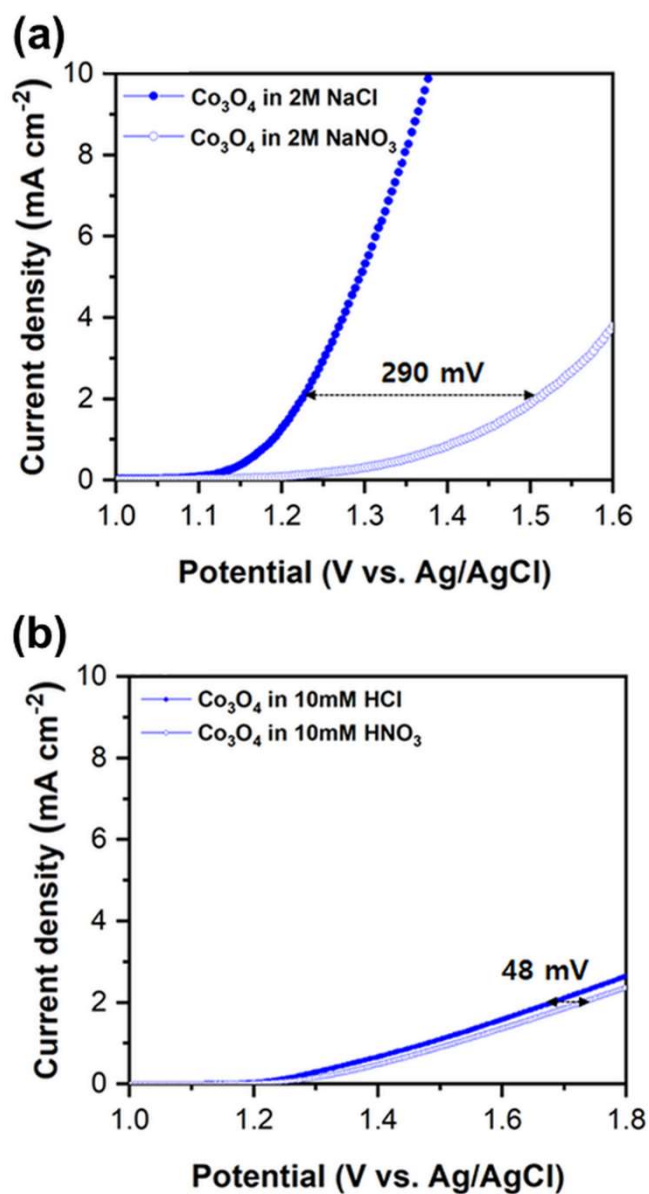 (a)
Current density (mA cm⁻²)
10
8
6
4
2
0
Co₃O₄ in 2M NaCl
Co₃O₄ in 2M NaNO₃
290 mV
1.0 1.1 1.2 1.3 1.4 1.5 1.6
Potential (V vs. Ag/AgCl)
(b)
Current density (mA cm⁻²)
10
8
6
4
2
0
Co₃O₄ in 10mM HCl
Co₃O₄ in 10mM HNO₃
48 mV
1.0 1.2 1.4 1.6 1.8
Potential (V vs. Ag/AgCl)